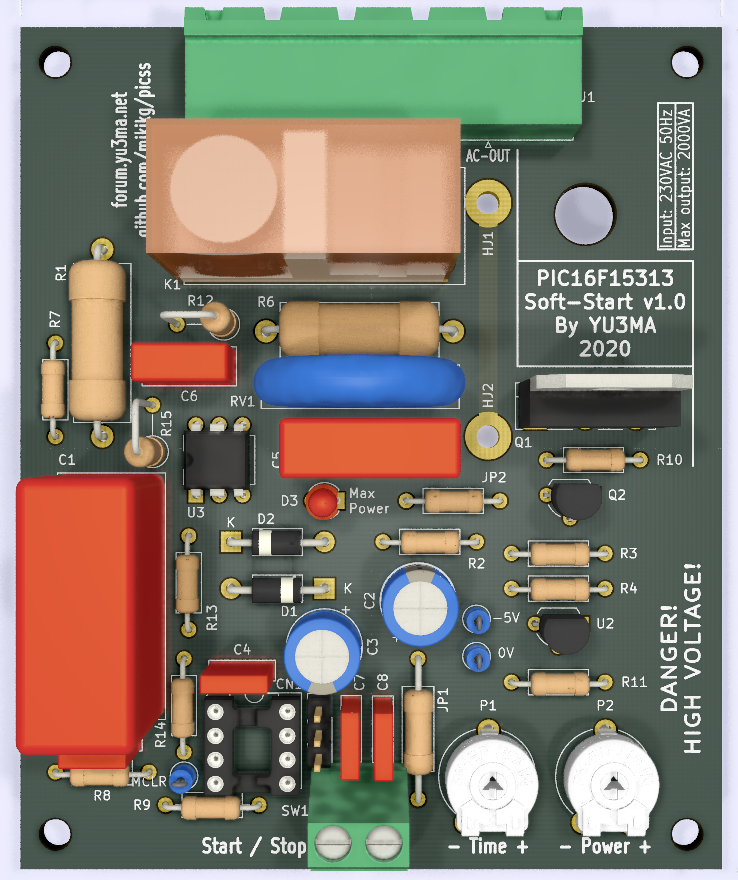 J1
AC-OUT
forum.yu3ma.net
github.com/mikikg/picss
Input: 230VAC 50Hz
Max output: 2000VA
HJ1
PIC16F15313
Soft-Start v1.0
By YU3MA
2020
K1
R1
R12
R6
R7
C6
RV1
HJ2
R15
Q1
C1
C5
U3
R10
D3
Max
Power
JP2
Q2
K
D2
R2
R3
D1
K
R4
C2
R13
+
C3
-5V
U2
0V
DANGER!
HIGH VOLTAGE!
C4
C7
C8
JP1
R11
R14
P1
P2
R8
MCLR
R9
SW1
Start / Stop
- Time +
- Power +